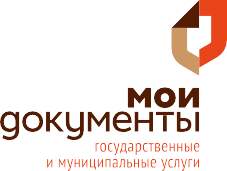 мои
документы
государственные
и муниципальные услуги